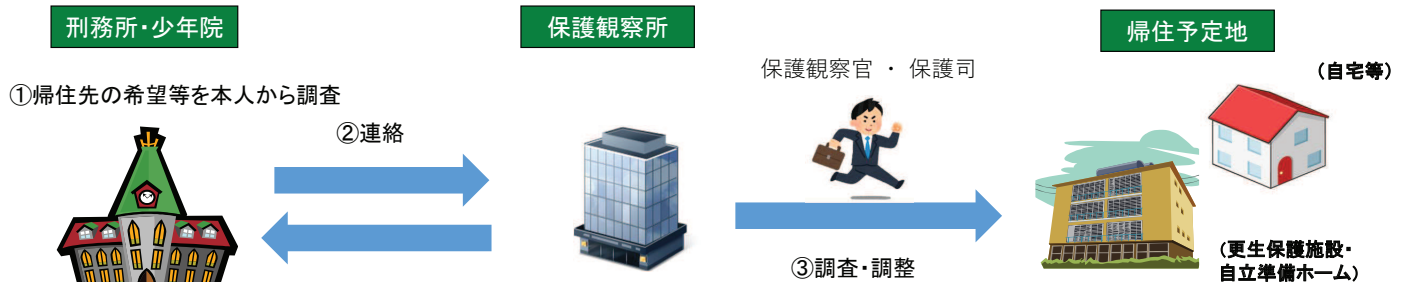 刑務所・少年院
保護観察所
帰住予定地
保護観察官 ・ 保護司
(自宅等)
①帰住先の希望等を本人から調査
②連絡
③調査・調整
(更生保護施設・
自立準備ホーム)